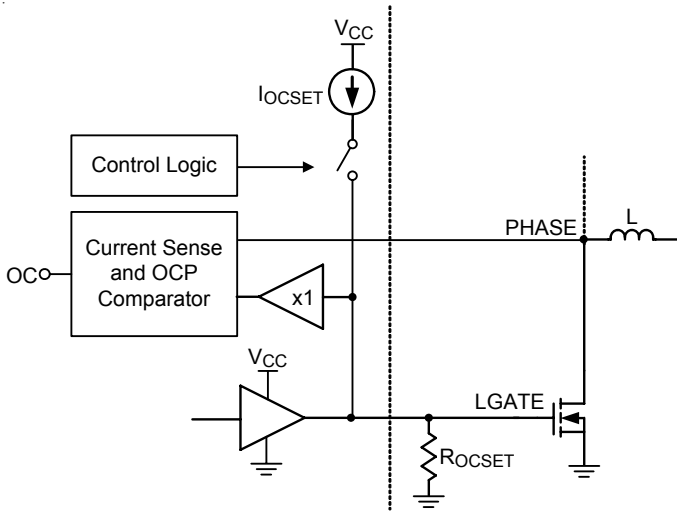 VCC
IOCSET
Control Logic
PHASE
L
Current Sense
and OCP
Comparator
OC
x1
VCC
LGATE
ROCSET